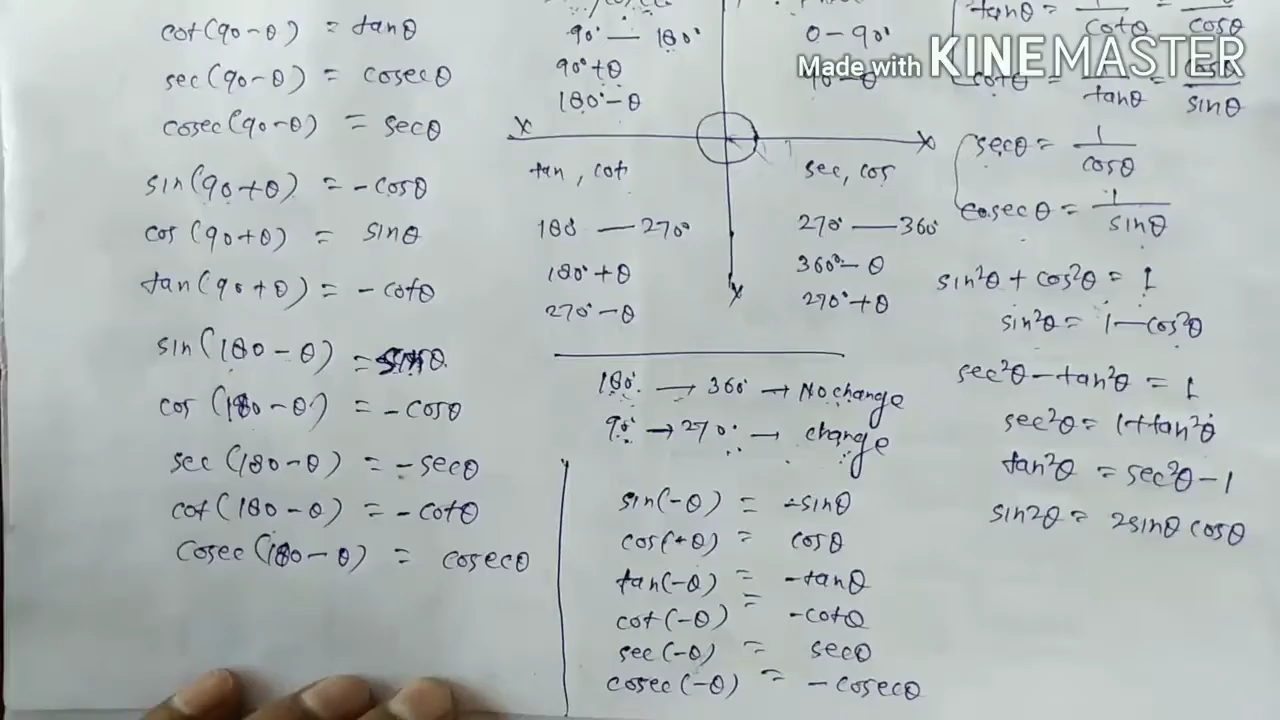 cot(90-θ) = tanθ
sec(90-θ) = cosecθ
cosec(90-θ) = secθ
sin(90+θ) = -cosθ
cos(90+θ) = sinθ
tan(90+θ) = -cotθ
sin(180-θ) = sinθ
cos(180-θ) = -cosθ
sec(180-θ) = -secθ
cot(180-θ) = -cotθ
cosec(180-θ) = cosecθ
90° — 180°
90°+θ
180°-θ
0-90°
90°-θ
X X
tan, cot
180 — 270°
180°+θ
270°-θ
sec, cos
270° — 360°
360°-θ
270°+θ
Y
180° → 360° → No change
90° → 270° → change
sin(-θ) = -sinθ
cos(-θ) = cosθ
tan(-θ) = -tanθ
cot(-θ) = -cotθ
sec(-θ) = secθ
cosec(-θ) = -cosecθ
Made with KINEMASTER
tanθ = 1/cotθ = /cosθ
cotθ = /tanθ = cosθ/sinθ
secθ = 1/cosθ
cosecθ = 1/sinθ
sin²θ + cos²θ = 1
sin²θ = 1-cos²θ
sec²θ - tan²θ = 1
sec²θ = 1+tan²θ
tan²θ = sec²θ-1
sin2θ = 2sinθ cosθ